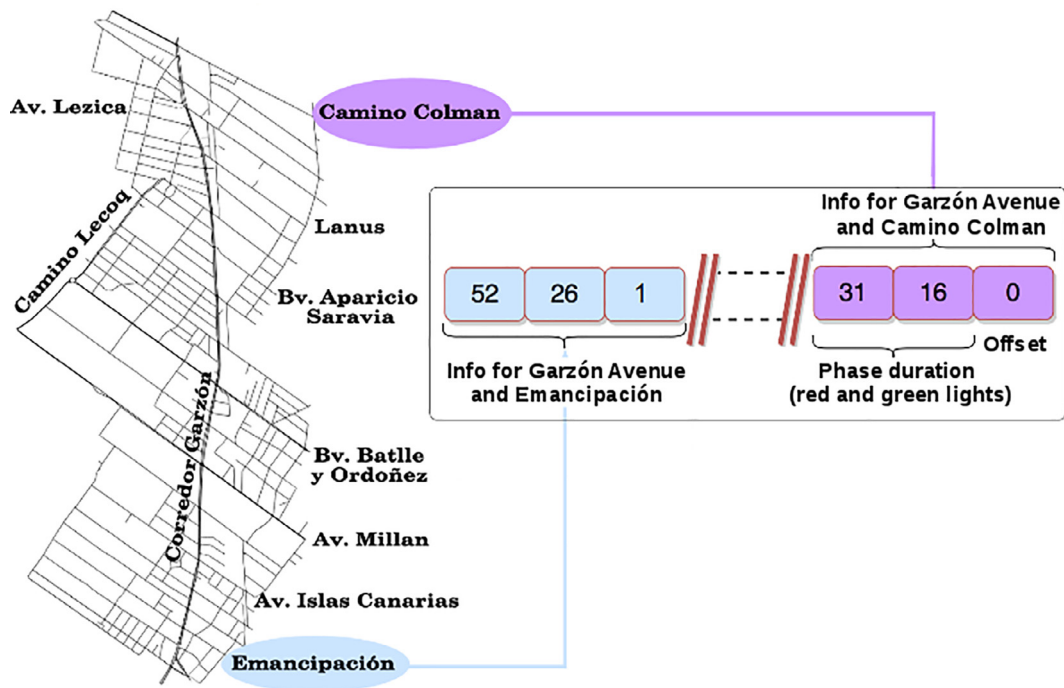 Av. Lezica
Camino Colman
Camino Lecoq
Lanus
Bv. Aparicio
Saravia
Corredor Garzón
Bv. Batlle
y Ordoñez
Av. Millan
Av. Islas Canarias
Emancipación
Info for Garzón Avenue
and Camino Colman
52 26 1 31 16 0
Offset
Info for Garzón Avenue
and Emancipación
Phase duration
(red and green lights)